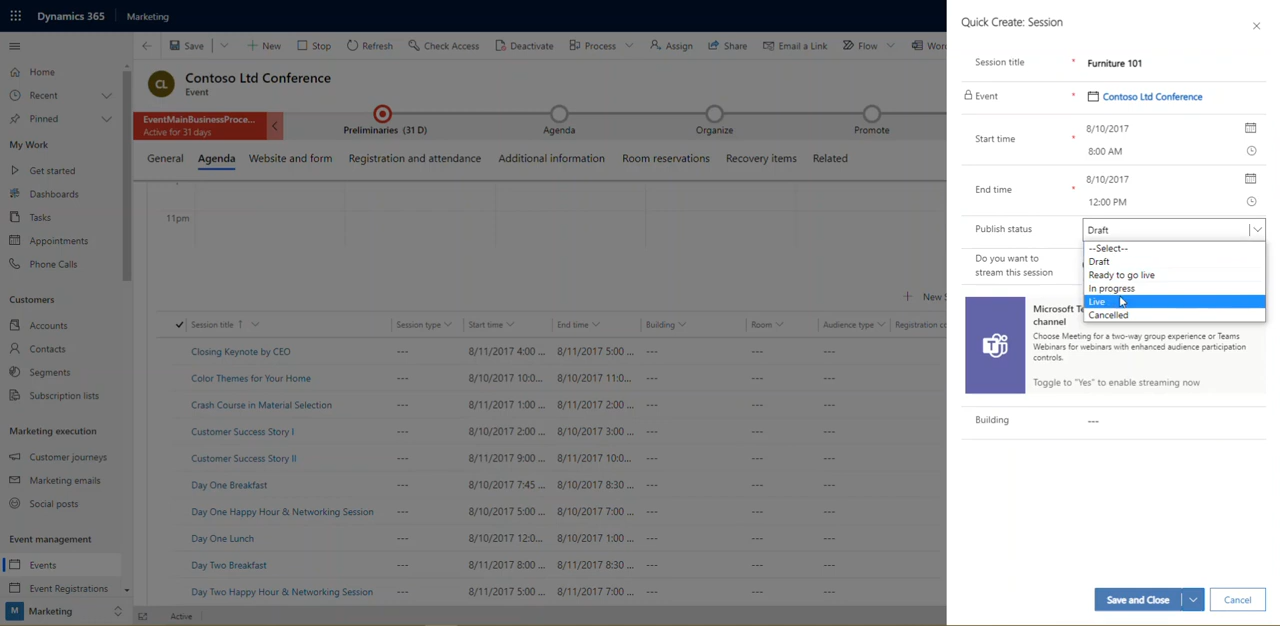 Dynamics 365 Marketing
Save New Stop Refresh Check Access Deactivate Process Assign Share Email a Link Flow
CL Contoso Ltd Conference
Event
EventMainBusinessProce...
Active for 31 days
Preliminaries (31 D) Agenda Organize Promote
General Agenda Website and form Registration and attendance Additional information Room reservations Recovery items Related
11pm
Session title Session type Start time End time Building Room Audience type
Closing Keynote by CEO --- 8/11/2017 4:00 ... 8/11/2017 5:00 ... --- --- ---
Color Themes for Your Home --- 8/10/2017 10:0... 8/10/2017 11:0... --- --- ---
Crash Course in Material Selection --- 8/11/2017 1:00 ... 8/11/2017 2:00 ... --- --- ---
Customer Success Story I --- 8/10/2017 2:00 ... 8/10/2017 3:00 ... --- --- ---
Customer Success Story II --- 8/11/2017 9:00 ... 8/11/2017 10:0... --- --- ---
Day One Breakfast --- 8/10/2017 7:45 ... 8/10/2017 8:30 ... --- --- ---
Day One Happy Hour & Networking Session --- 8/10/2017 5:00 ... 8/10/2017 7:00 ... --- --- ---
Day One Lunch --- 8/10/2017 12:0... 8/10/2017 1:00 ... --- --- ---
Day Two Breakfast --- 8/11/2017 8:00 ... 8/11/2017 8:30 ... --- --- ---
Day Two Happy Hour & Networking Session --- 8/11/2017 5:00 ... 8/11/2017 7:00 ... --- --- ---
Active
Home
Recent
Pinned
My Work
Get started
Dashboards
Tasks
Appointments
Phone Calls
Customers
Accounts
Contacts
Segments
Subscription lists
Marketing execution
Customer journeys
Marketing emails
Social posts
Event management
Events
Event Registrations
M Marketing
Quick Create: Session
Session title * Furniture 101
Event * Contoso Ltd Conference
Start time * 8/10/2017
8:00 AM
End time * 8/10/2017
12:00 PM
Publish status Draft
--Select--
Draft
Ready to go live
In progress
Live
Cancelled
Do you want to
stream this session
Microsoft
channel
Choose Meeting for a two-way group experience or Teams
Webinars for webinars with enhanced audience participation
controls.
Toggle to "Yes" to enable streaming now
Building ---
Save and Close Cancel